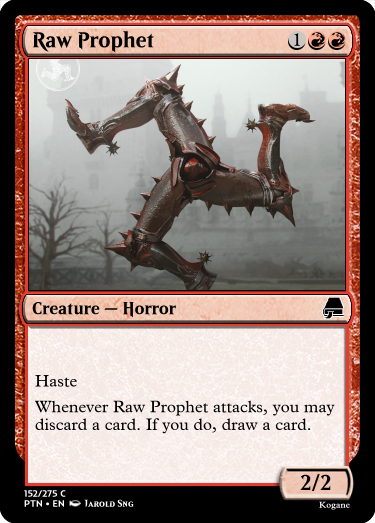 Raw Prophet
1
Creature — Horror
Haste
Whenever Raw Prophet attacks, you may
discard a card. If you do, draw a card.
152/275 C
PTN • EN Jarold Sng
2/2
Kogane